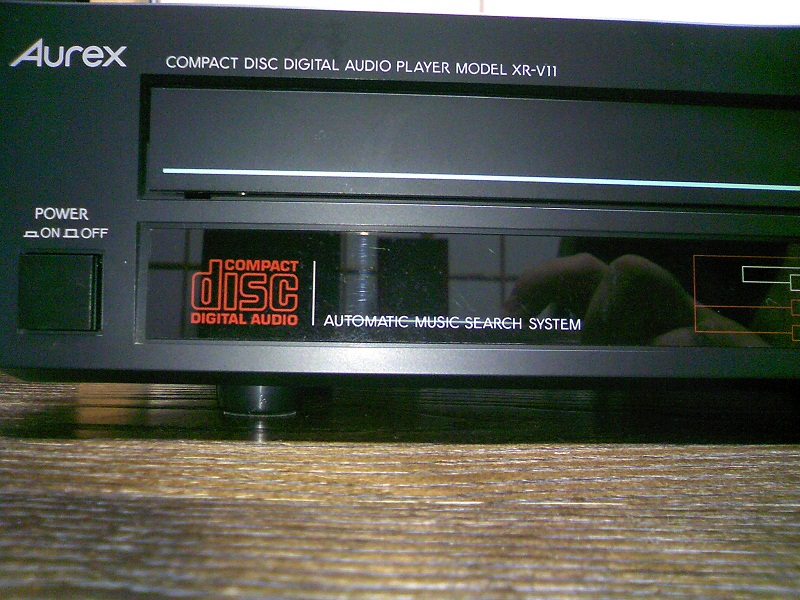 Aurex
COMPACT DISC DIGITAL AUDIO PLAYER MODEL XR-V11
POWER
ON OFF
COMPACT
disc
DIGITAL AUDIO
AUTOMATIC MUSIC SEARCH SYSTEM